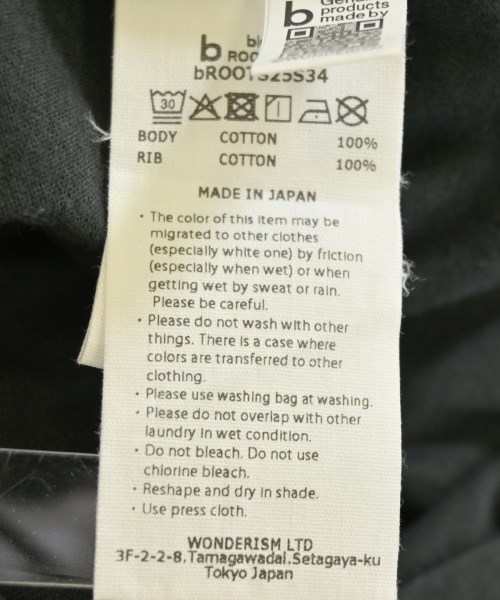 b
products
made by
b
ROO
bROOTS25S34
30
BODY COTTON 100%
RIB COTTON 100%
MADE IN JAPAN
· The color of this item may be
migrated to other clothes
(especially white one) by friction
(especially when wet) or when
getting wet by sweat or rain.
Please be careful.
· Please do not wash with other
things. There is a case where
colors are transferred to other
clothing.
· Please use washing bag at washing.
· Please do not overlap with other
laundry in wet condition.
· Do not bleach. Do not use
chlorine bleach.
· Reshape and dry in shade.
· Use press cloth.
WONDERISM LTD
3F-2-2-8,Tamagawadai,Setagaya-ku
Tokyo Japan